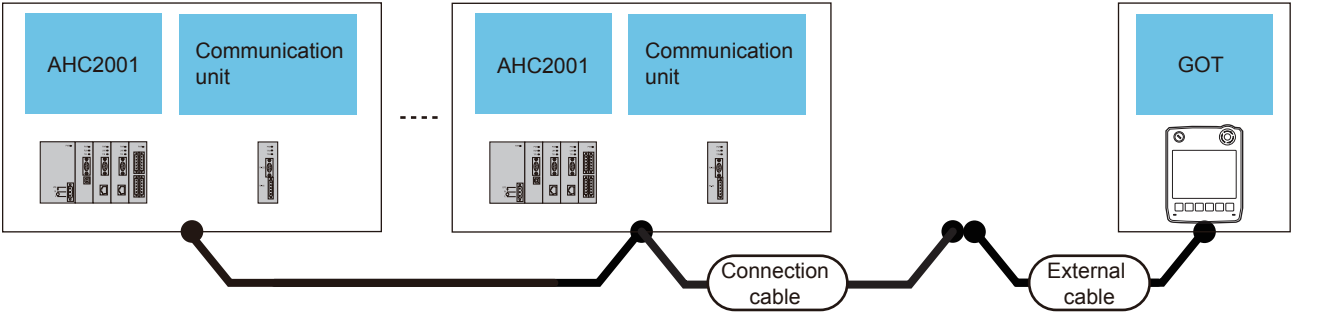 AHC2001
Communication
unit
AHC2001
Communication
unit
GOT
Connection
cable
External
cable